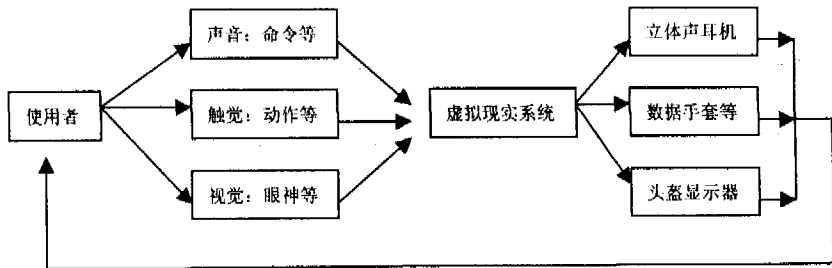 使用者
声音：命令等
触觉：动作等
视觉：眼神等
虚拟现实系统
立体声耳机
数据手套等
头盔显示器